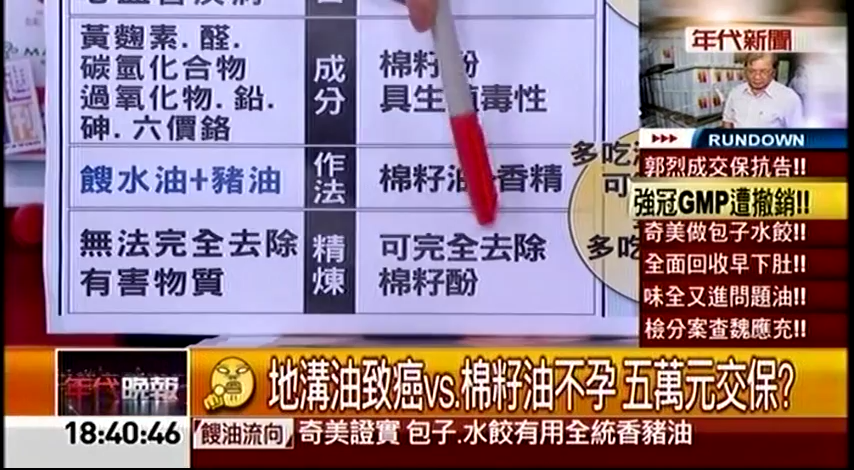 黃麴素.醛.
碳氫化合物
過氧化物.鉛.
砷.六價鉻
成分
棉籽酚
具生殖毒性
餿水油+豬油
作法
棉籽油+香精
無法完全去除
有害物質
精煉
可完全去除
棉籽酚
多吃
可
多吃
年代新聞
RUNDOWN
郭烈成交保抗告!!
強冠GMP遭撤銷!!
奇美做包子水餃!!
全面回收早下肚!!
味全又進問題油!!
檢分案查魏應充!!
年代晚報
地溝油致癌vs.棉籽油不孕 五萬元交保?
18:40:46
餿油流向
奇美證實 包子.水餃有用全統香豬油